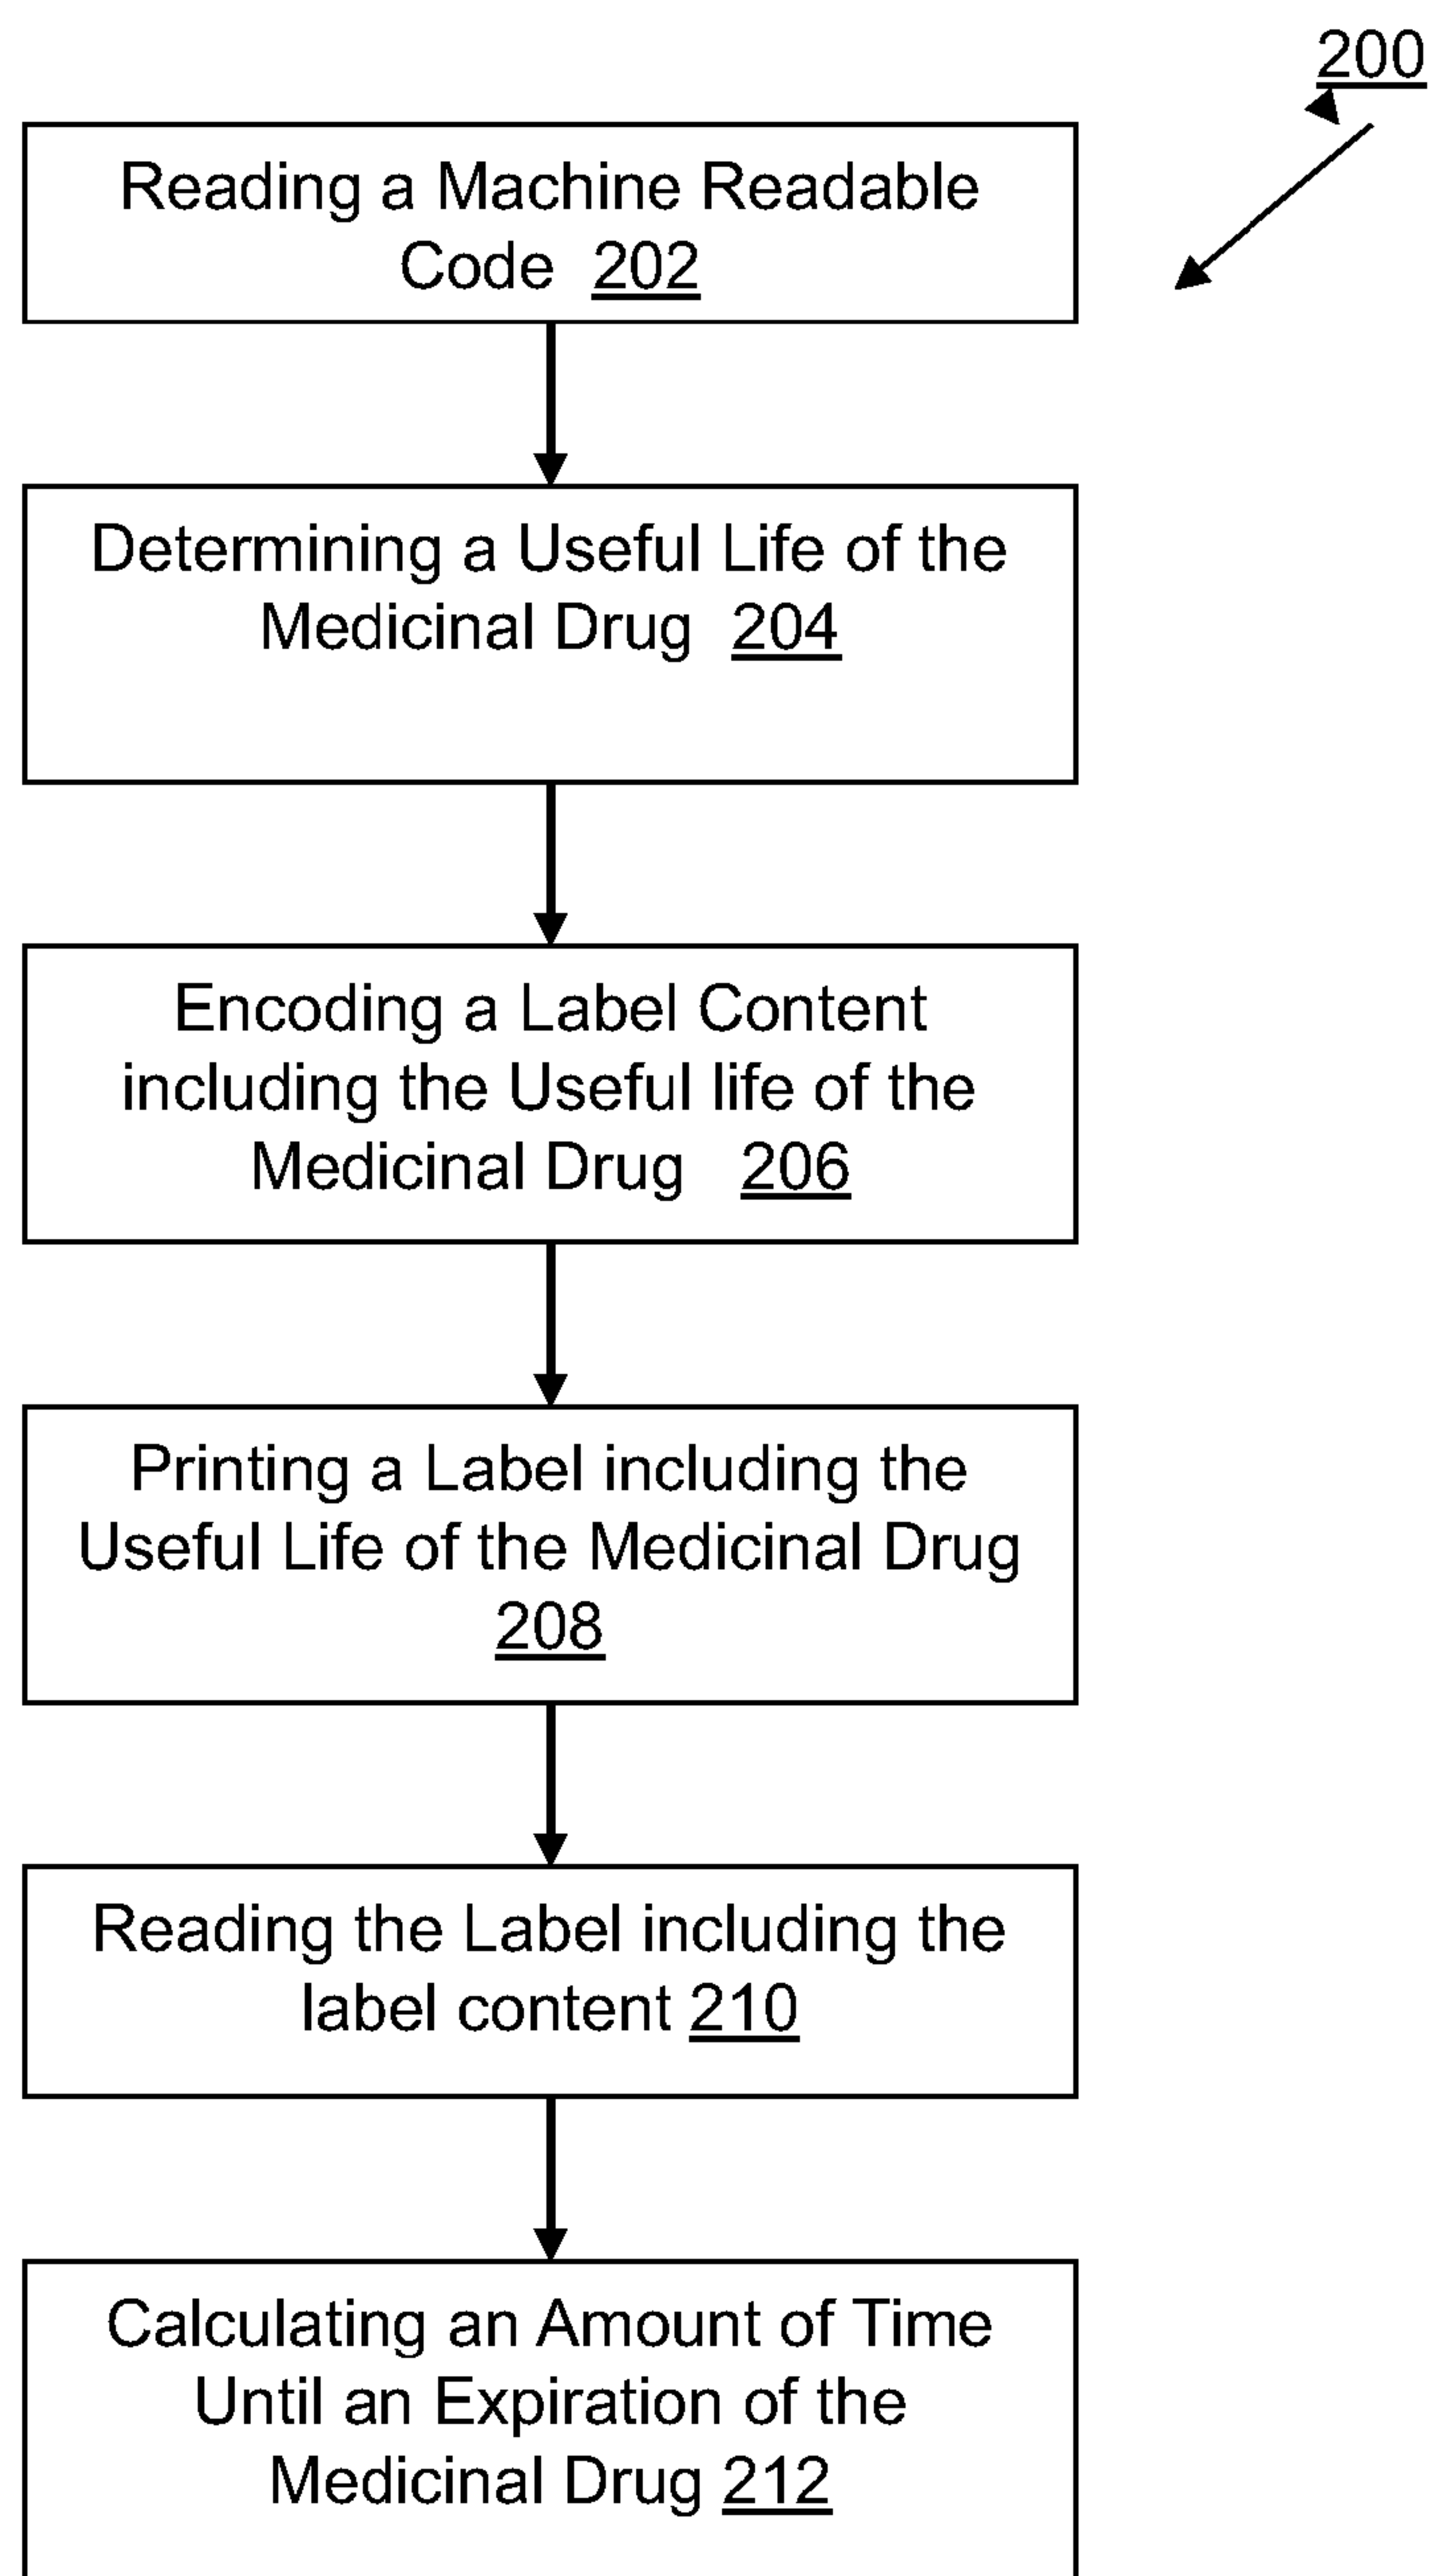 200
Reading a Machine Readable
Code 202
Determining a Useful Life of the
Medicinal Drug 204
Encoding a Label Content
including the Useful life of the
Medicinal Drug 206
Printing a Label including the
Useful Life of the Medicinal Drug
208
Reading the Label including the
label content 210
Calculating an Amount of Time
Until an Expiration of the
Medicinal Drug 212